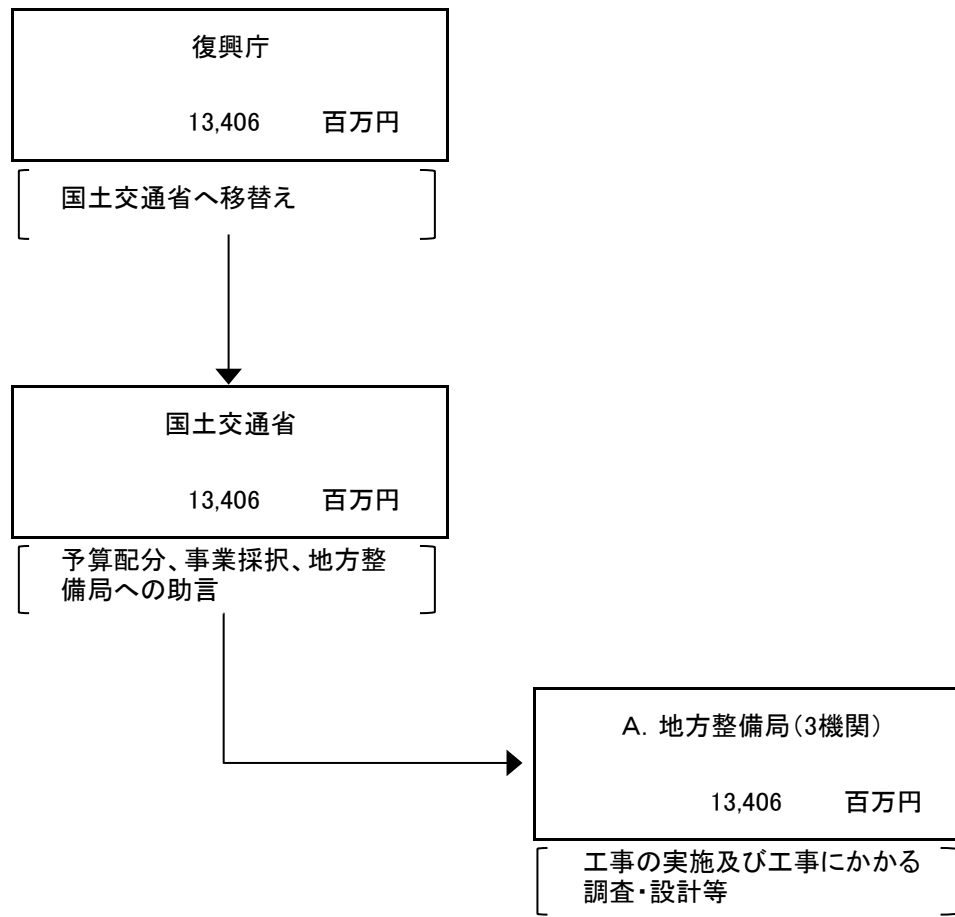 復興庁
13,406 百万円
国土交通省へ移替え
国土交通省
13,406 百万円
予算配分、事業採択、地方整
備局への助言
A. 地方整備局(3機関)
13,406 百万円
工事の実施及び工事にかかる
調査・設計等